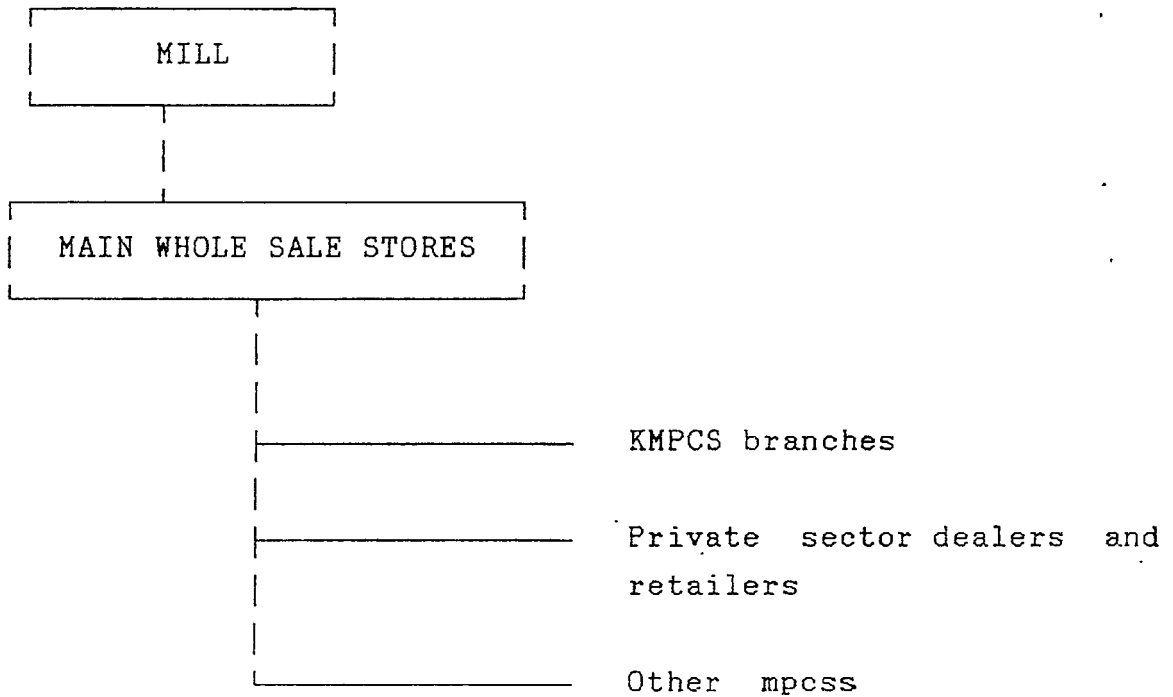 MILL
MAIN WHOLE SALE STORES
KMPCS branches
Private sector dealers and
retailers
Other mpcss